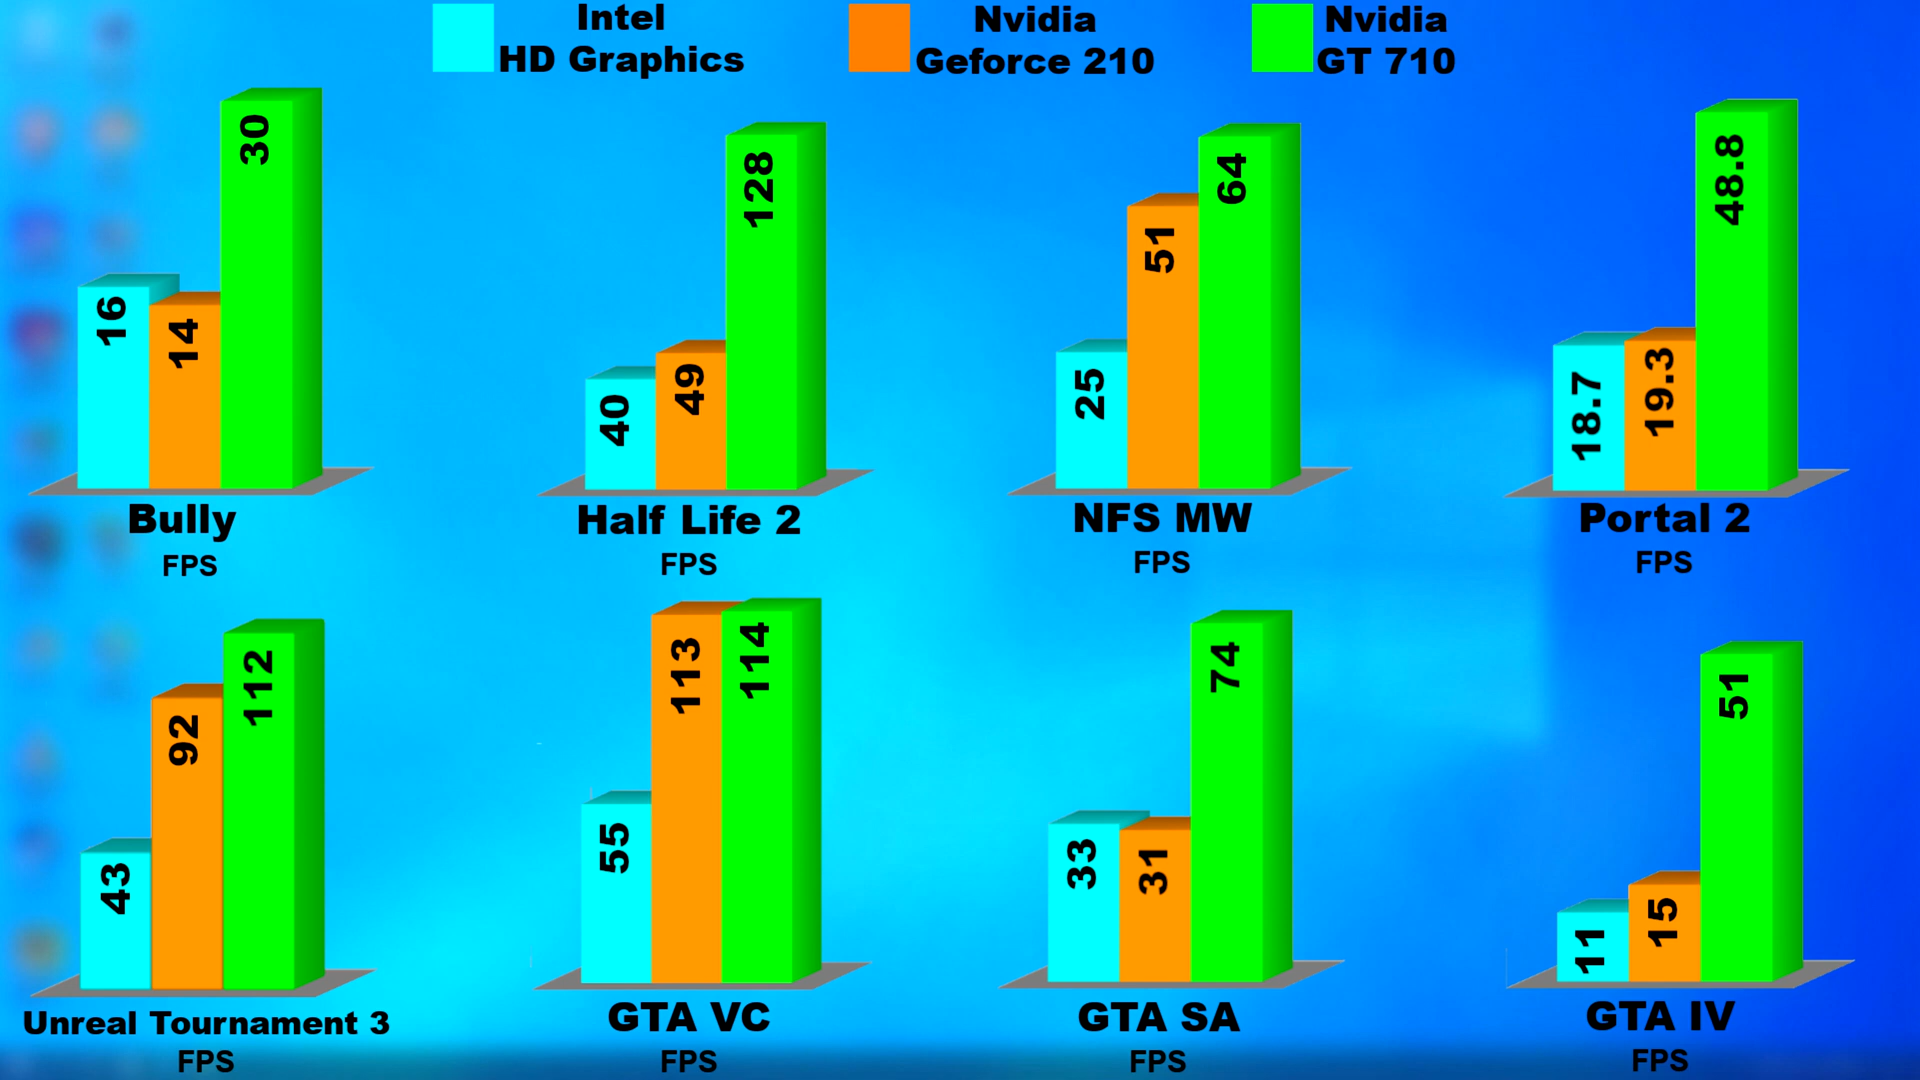 Intel
HD Graphics
Nvidia
Geforce 210
Nvidia
GT 710
16
14
30
Bully
FPS
40
49
128
Half Life 2
FPS
25
51
64
NFS MW
FPS
18.7
19.3
48.8
Portal 2
FPS
43
92
112
Unreal Tournament 3
FPS
55
113
114
GTA VC
FPS
33
31
74
GTA SA
FPS
11
15
51
GTA IV
FPS